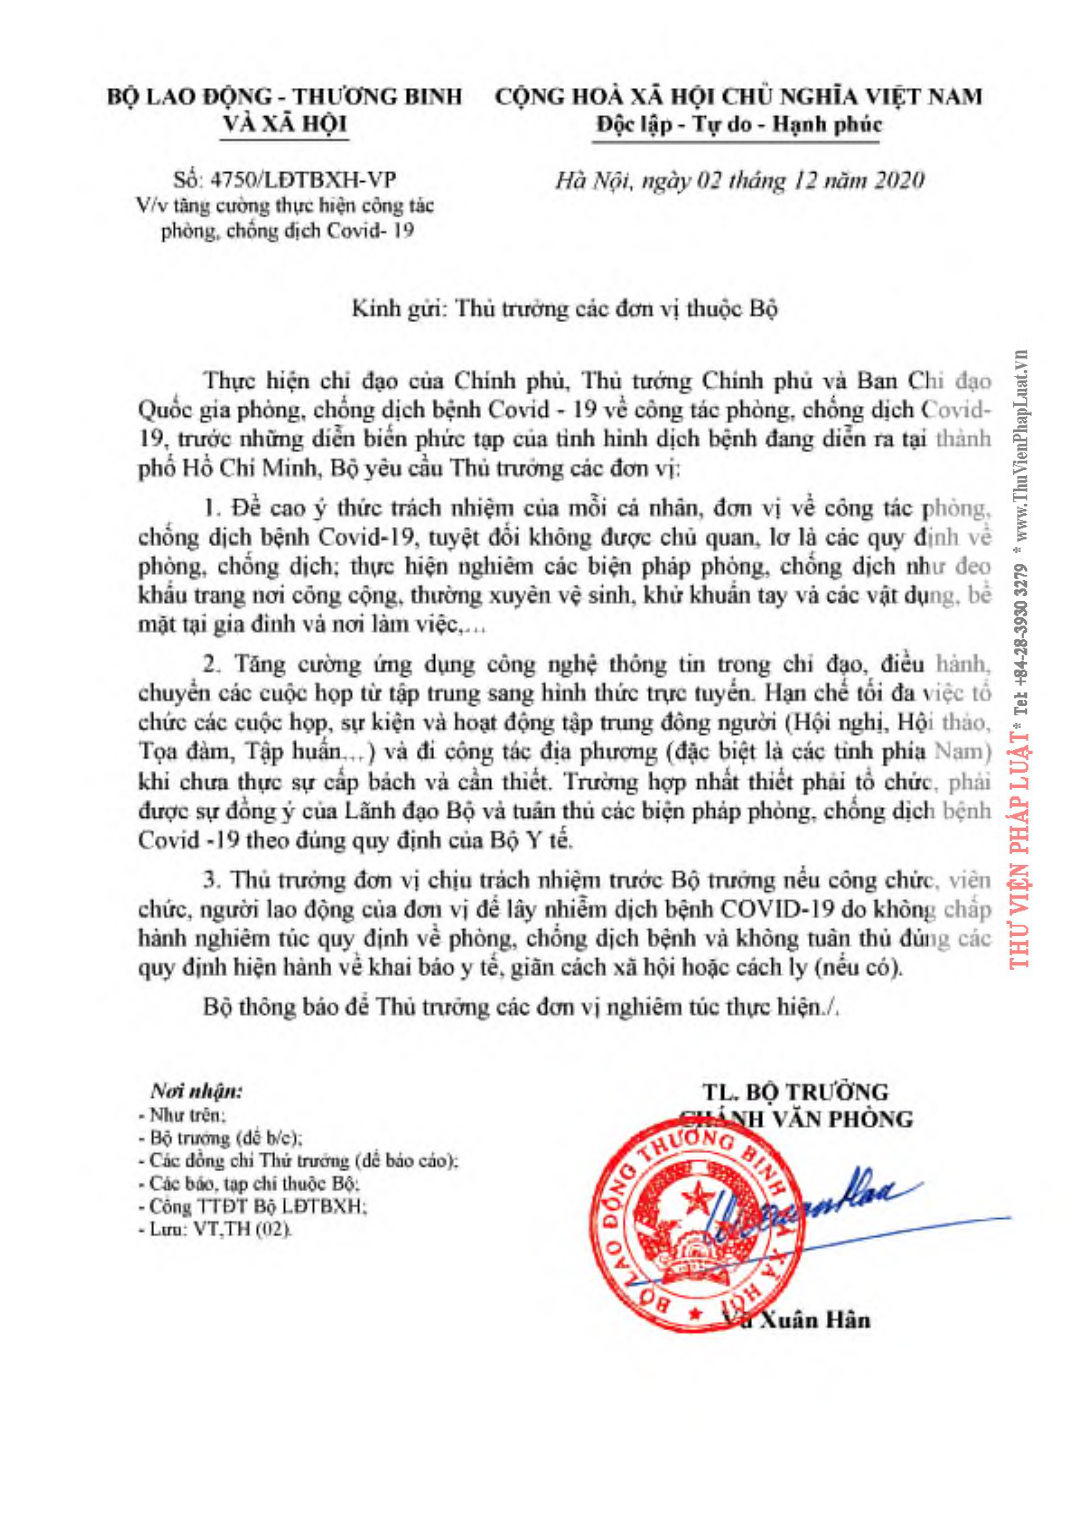 BỘ LAO ĐỘNG - THƯƠNG BINH
VÀ XÃ HỘI
CỘNG HOÀ XÃ HỘI CHỦ NGHĨA VIỆT NAM
Độc lập - Tự do - Hạnh phúc
Số: 4750/LĐTBXH-VP
V/v tăng cường thực hiện công tác
phòng, chống dịch Covid- 19
Hà Nội, ngày 02 tháng 12 năm 2020
Kính gửi: Thủ trưởng các đơn vị thuộc Bộ
Thực hiện chỉ đạo của Chính phủ, Thủ tướng Chính phủ và Ban Chỉ đạo
Quốc gia phòng, chống dịch bệnh Covid - 19 về công tác phòng, chống dịch Covid-
19, trước những diễn biến phức tạp của tình hình dịch bệnh đang diễn ra tại thành
phố Hồ Chí Minh, Bộ yêu cầu Thủ trưởng các đơn vị:
1. Đề cao ý thức trách nhiệm của mỗi cá nhân, đơn vị về công tác phòng,
chống dịch bệnh Covid-19, tuyệt đối không được chủ quan, lơ là các quy định về
phòng, chống dịch; thực hiện nghiêm các biện pháp phòng, chống dịch như đeo
khẩu trang nơi công cộng, thường xuyên vệ sinh, khử khuẩn tay và các vật dụng, bề
mặt tại gia đình và nơi làm việc,...
2. Tăng cường ứng dụng công nghệ thông tin trong chỉ đạo, điều hành,
chuyển các cuộc họp từ tập trung sang hình thức trực tuyến. Hạn chế tối đa việc tổ
chức các cuộc họp, sự kiện và hoạt động tập trung đông người (Hội nghị, Hội thảo,
Tọa đàm, Tập huấn...) và đi công tác địa phương (đặc biệt là các tỉnh phía Nam)
khi chưa thực sự cấp bách và cần thiết. Trường hợp nhất thiết phải tổ chức, phải
được sự đồng ý của Lãnh đạo Bộ và tuân thủ các biện pháp phòng, chống dịch bệnh
Covid -19 theo đúng quy định của Bộ Y tế.
3. Thủ trưởng đơn vị chịu trách nhiệm trước Bộ trưởng nếu công chức, viên
chức, người lao động của đơn vị để lây nhiễm dịch bệnh COVID-19 do không chấp
hành nghiêm túc quy định về phòng, chống dịch bệnh và không tuân thủ đúng các
quy định hiện hành về khai báo y tế, giãn cách xã hội hoặc cách ly (nếu có).
Bộ thông báo để Thủ trưởng các đơn vị nghiêm túc thực hiện./.
Nơi nhận:
- Như trên;
- Bộ trưởng (để b/c);
- Các đồng chí Thứ trưởng (để báo cáo);
- Các báo, tạp chí thuộc Bộ;
- Cổng TTĐT Bộ LĐTBXH;
- Lưu: VT,TH (02).
TL. BỘ TRƯỞNG
CHÁNH VĂN PHÒNG
BỘ LAO ĐỘNG THƯƠNG BINH VÀ XÃ HỘI
Vũ Xuân Hân
THƯ VIỆN PHÁP LUẬT * Tel: +84-28-3930 3279 * www.ThuVienPhapLuat.vn